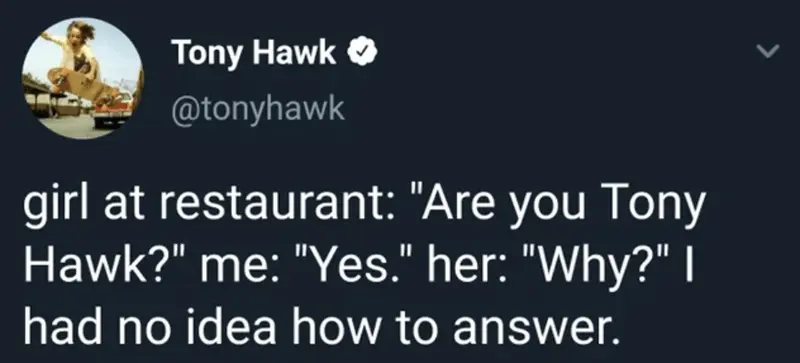 Tony Hawk
@tonyhawk
girl at restaurant: "Are you Tony
Hawk?" me: "Yes." her: "Why?" I
had no idea how to answer.